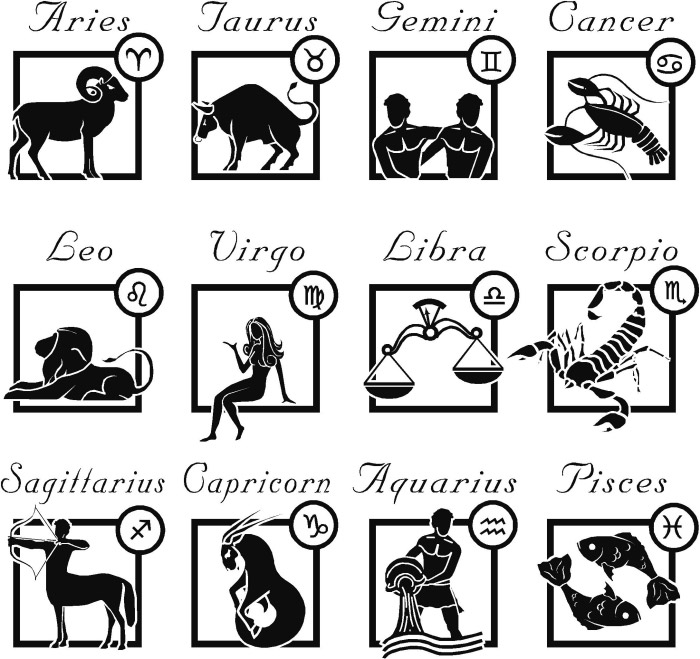 Aries Taurus Gemini Cancer
Leo Virgo Libra Scorpio
Sagittarius Capricorn Aquarius Pisces